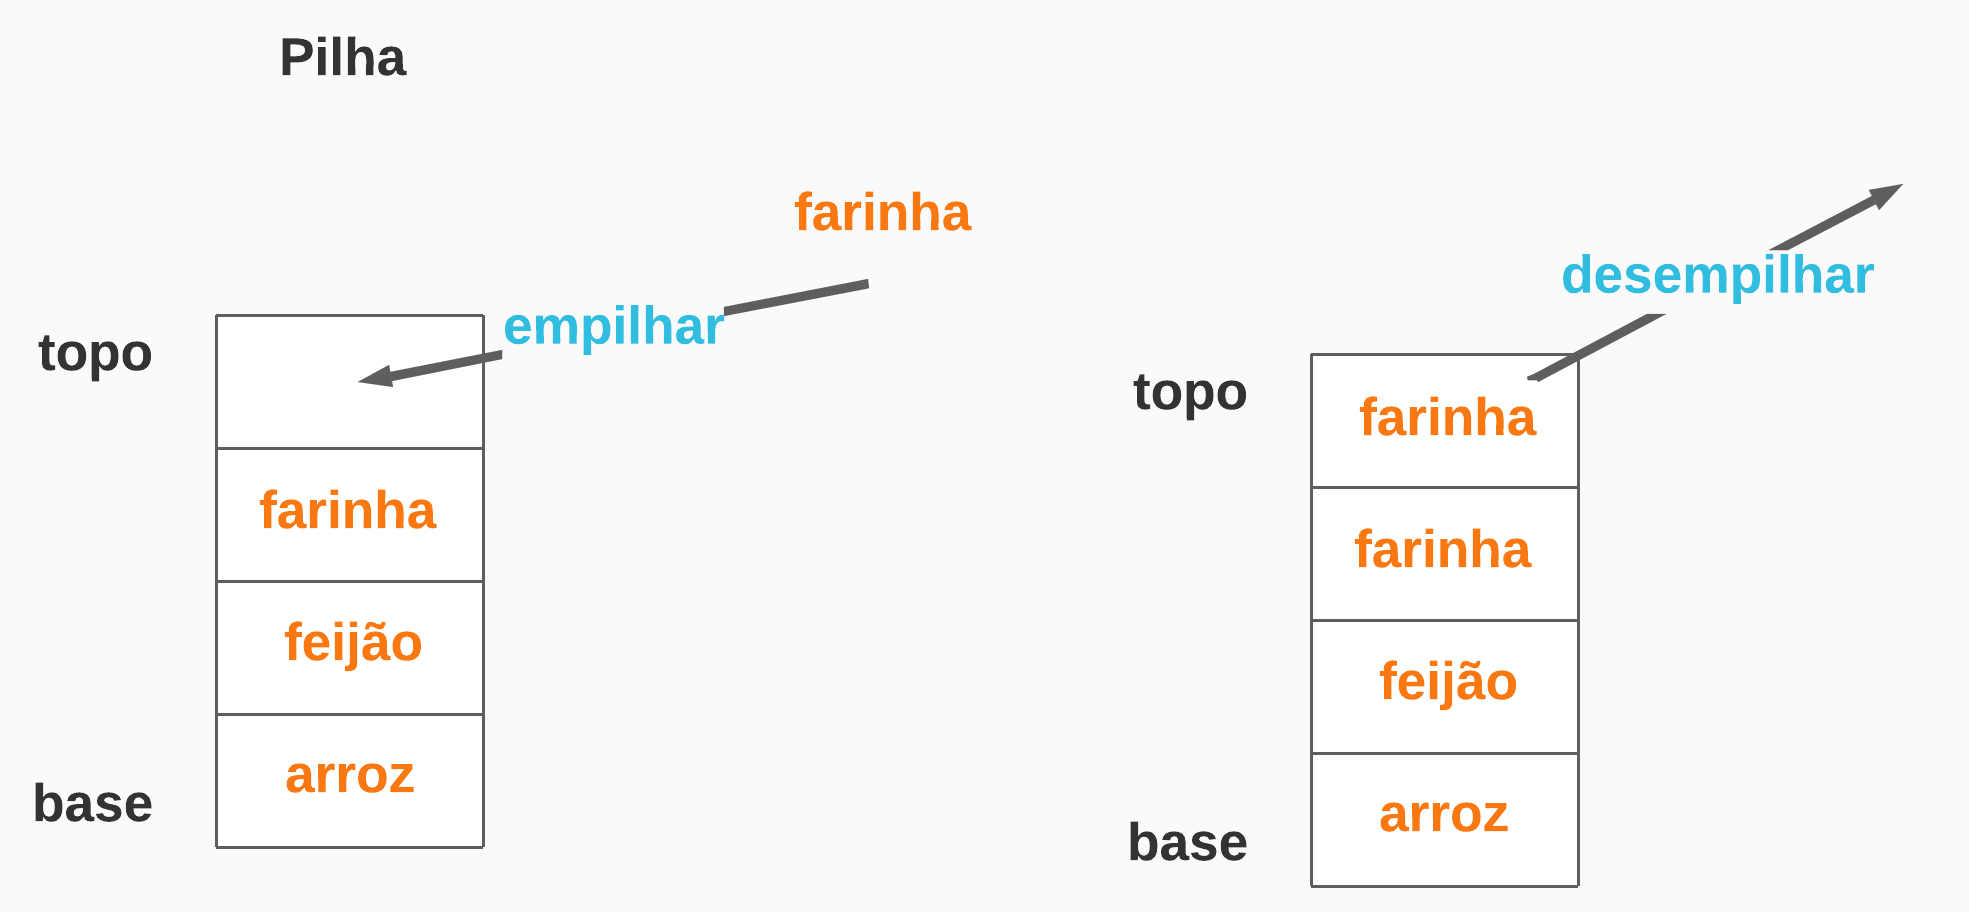 Pilha
farinha
empilhar
topo
farinha
feijão
arroz
base
desempilhar
topo
farinha
farinha
feijão
arroz
base